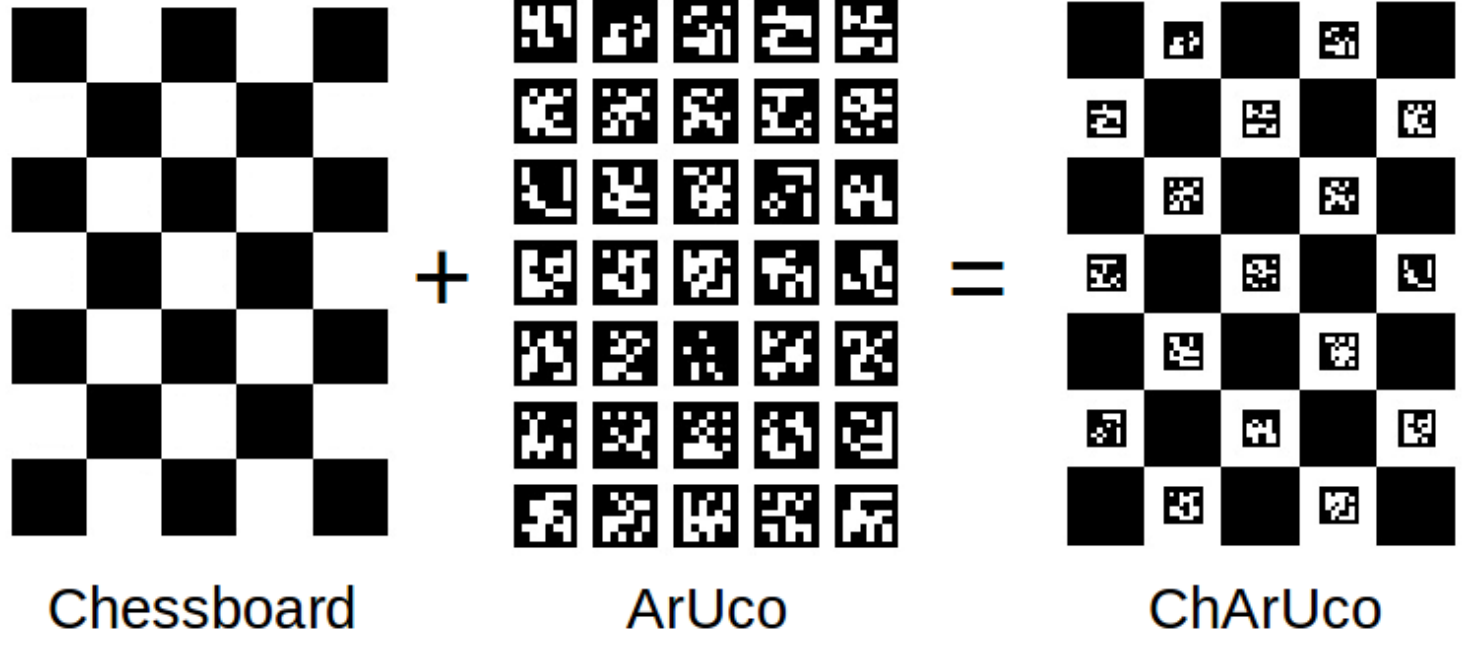 +
=
Chessboard
ArUco
ChArUco